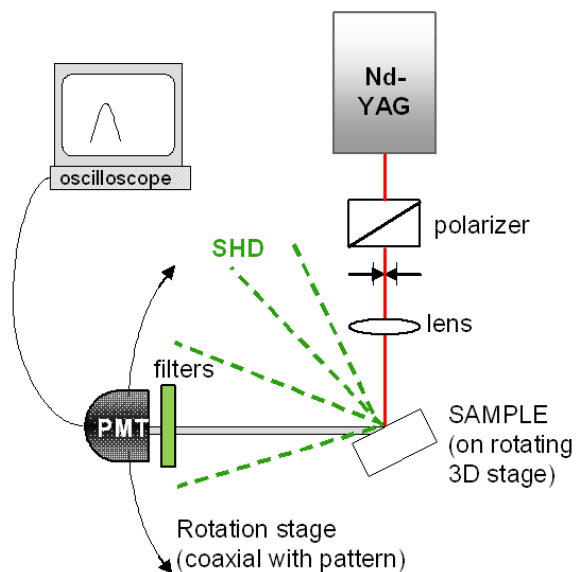 Nd-
YAG
oscilloscope
polarizer
SHD
lens
filters
PMT
SAMPLE
(on rotating
3D stage)
Rotation stage
(coaxial with pattern)